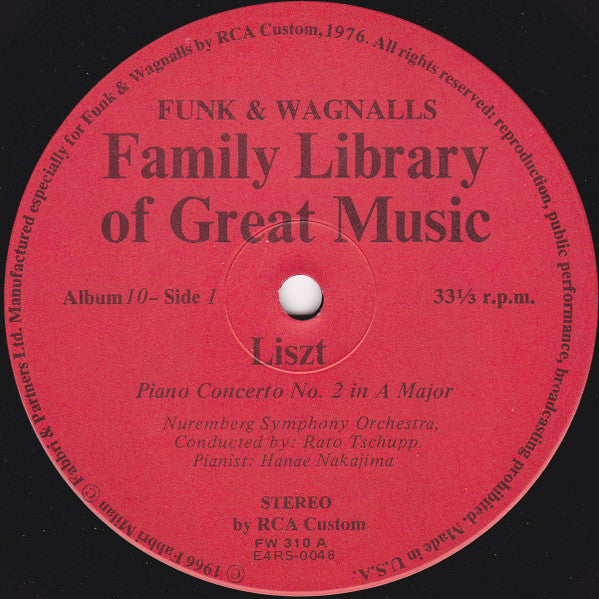 © 1966 Fabbri Milan © Fabbri & Partners Ltd. Manufactured especially for Funk & Wagnalls by RCA Custom, 1976. All rights reserved: reproduction, public performance, broadcasting prohibited. Made in U.S.A.
FUNK & WAGNALLS
Family Library
of Great Music
Album 10– Side 1 33⅓ r.p.m.
Liszt
Piano Concerto No. 2 in A Major
Nuremberg Symphony Orchestra,
Conducted by: Rato Tschupp.
Pianist: Hanae Nakajima
STEREO
by RCA Custom
FW 310 A
E4RS-0048